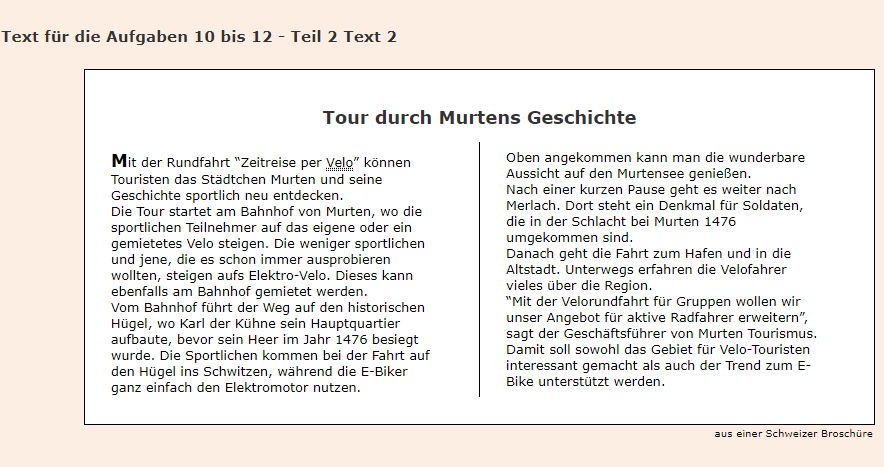 Text für die Aufgaben 10 bis 12 - Teil 2 Text 2
Tour durch Murtens Geschichte
Mit der Rundfahrt “Zeitreise per Velo” können
Touristen das Städtchen Murten und seine
Geschichte sportlich neu entdecken.
Die Tour startet am Bahnhof von Murten, wo die
sportlichen Teilnehmer auf das eigene oder ein
gemietetes Velo steigen. Die weniger sportlichen
und jene, die es schon immer ausprobieren
wollten, steigen aufs Elektro-Velo. Dieses kann
ebenfalls am Bahnhof gemietet werden.
Vom Bahnhof führt der Weg auf den historischen
Hügel, wo Karl der Kühne sein Hauptquartier
aufbaute, bevor sein Heer im Jahr 1476 besiegt
wurde. Die Sportlichen kommen bei der Fahrt auf
den Hügel ins Schwitzen, während die E-Biker
ganz einfach den Elektromotor nutzen.
Oben angekommen kann man die wunderbare
Aussicht auf den Murtensee genießen.
Nach einer kurzen Pause geht es weiter nach
Merlach. Dort steht ein Denkmal für Soldaten,
die in der Schlacht bei Murten 1476
umgekommen sind.
Danach geht die Fahrt zum Hafen und in die
Altstadt. Unterwegs erfahren die Velofahrer
vieles über die Region.
“Mit der Velorundfahrt für Gruppen wollen wir
unser Angebot für aktive Radfahrer erweitern”,
sagt der Geschäftsführer von Murten Tourismus.
Damit soll sowohl das Gebiet für Velo-Touristen
interessant gemacht als auch der Trend zum E-
Bike unterstützt werden.
aus einer Schweizer Broschüre